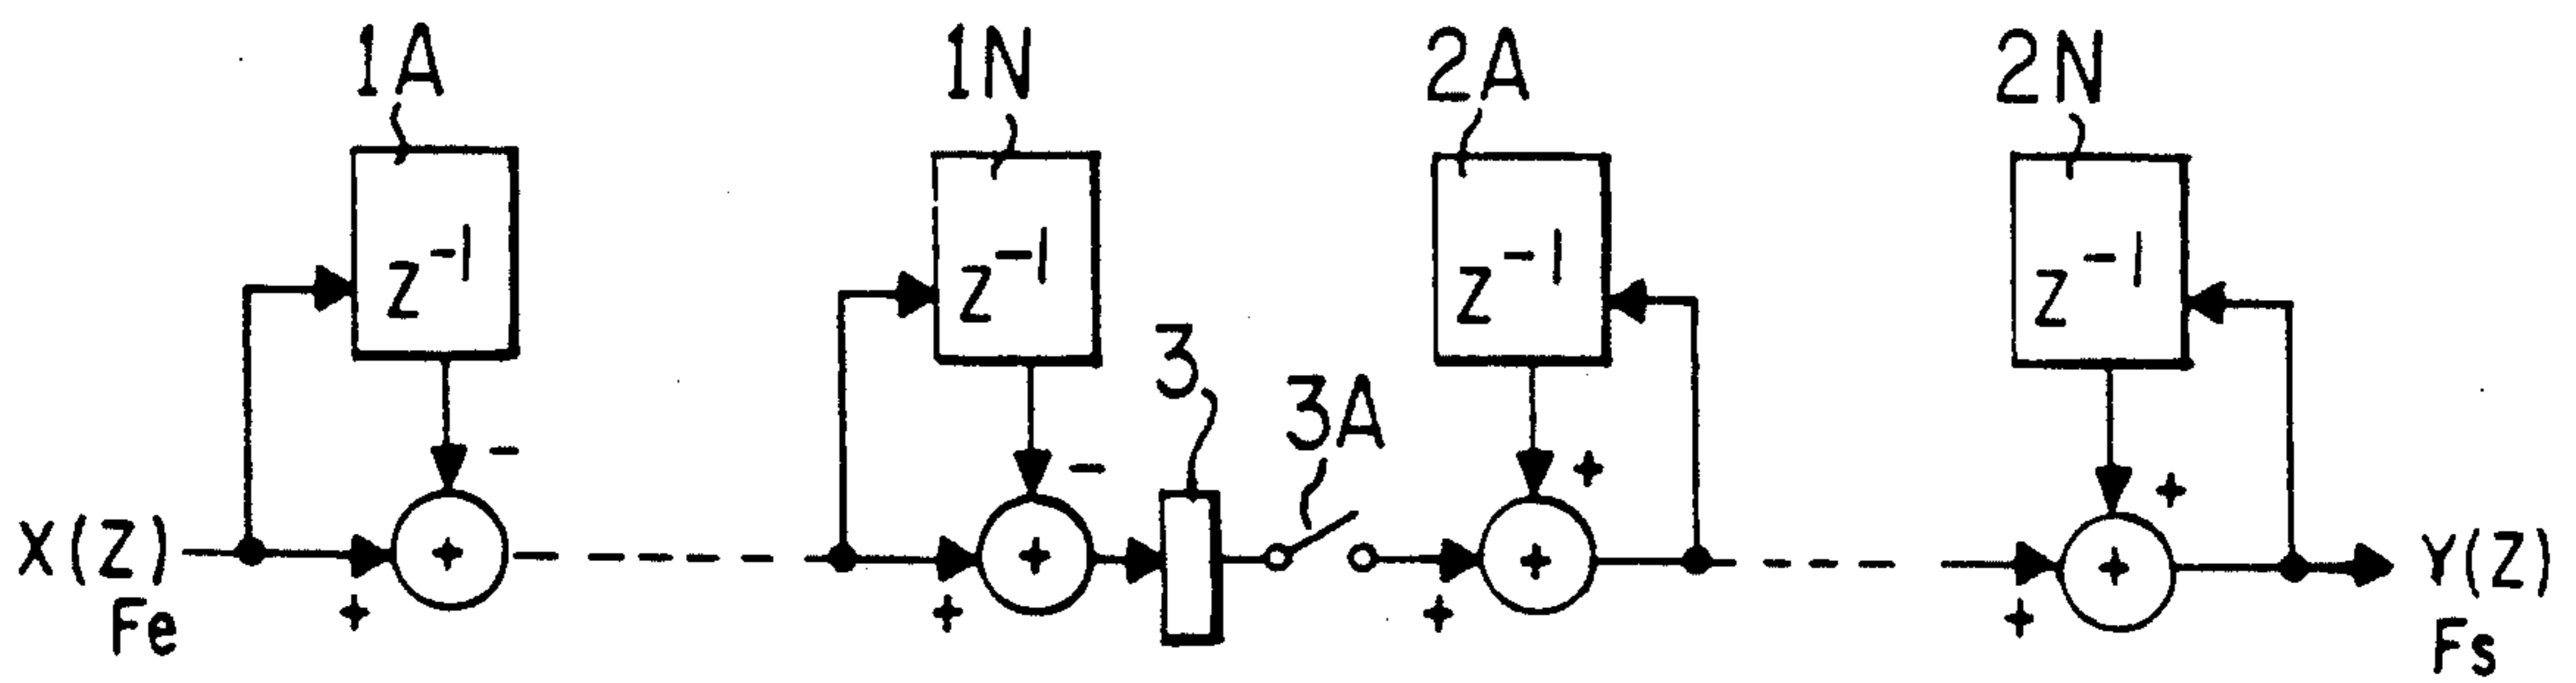 1A 1N 2A 2N
z⁻¹ z⁻¹ z⁻¹ z⁻¹
3 3A
- - + +
X(Z) + + + + Y(Z)
+ + + +
Fe Fs